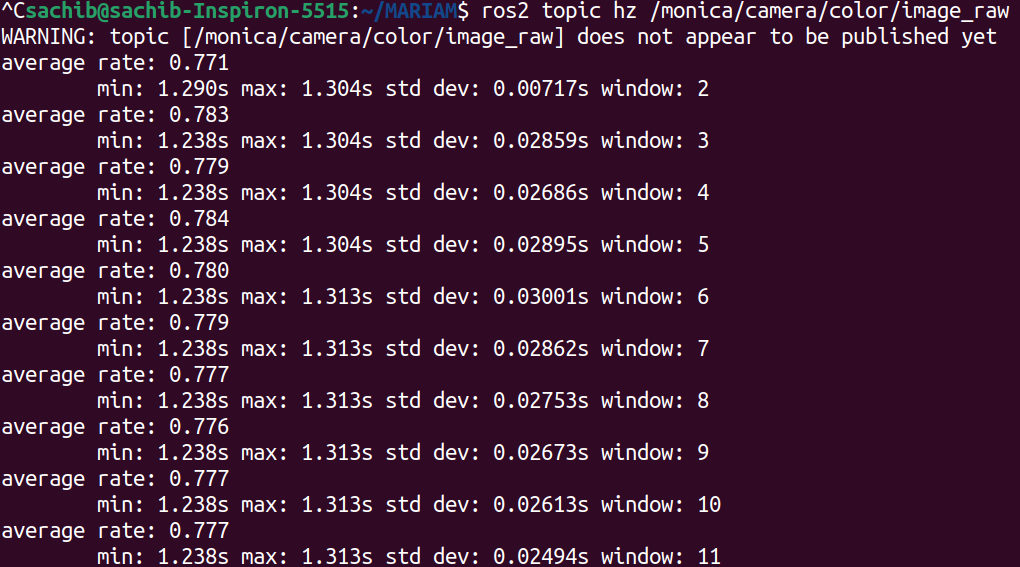 ^Csachib@sachib-Inspiron-5515:~/MARIAM$ ros2 topic hz /monica/camera/color/image_raw
WARNING: topic [/monica/camera/color/image_raw] does not appear to be published yet
average rate: 0.771
        min: 1.290s max: 1.304s std dev: 0.00717s window: 2
average rate: 0.783
        min: 1.238s max: 1.304s std dev: 0.02859s window: 3
average rate: 0.779
        min: 1.238s max: 1.304s std dev: 0.02686s window: 4
average rate: 0.784
        min: 1.238s max: 1.304s std dev: 0.02895s window: 5
average rate: 0.780
        min: 1.238s max: 1.313s std dev: 0.03001s window: 6
average rate: 0.779
        min: 1.238s max: 1.313s std dev: 0.02862s window: 7
average rate: 0.777
        min: 1.238s max: 1.313s std dev: 0.02753s window: 8
average rate: 0.776
        min: 1.238s max: 1.313s std dev: 0.02673s window: 9
average rate: 0.777
        min: 1.238s max: 1.313s std dev: 0.02613s window: 10
average rate: 0.777
        min: 1.238s max: 1.313s std dev: 0.02494s window: 11